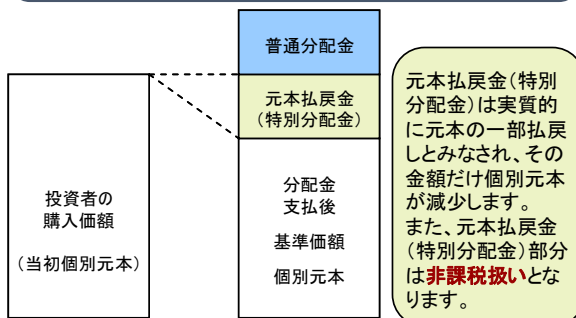 普通分配金
元本払戻金
(特別分配金)
投資者の
購入価額
(当初個別元本)
分配金
支払後
基準価額
個別元本
元本払戻金(特別
分配金)は実質的
に元本の一部払戻
しとみなされ、その
金額だけ個別元本
が減少します。
また、元本払戻金
(特別分配金)部分
は非課税扱いとな
ります。